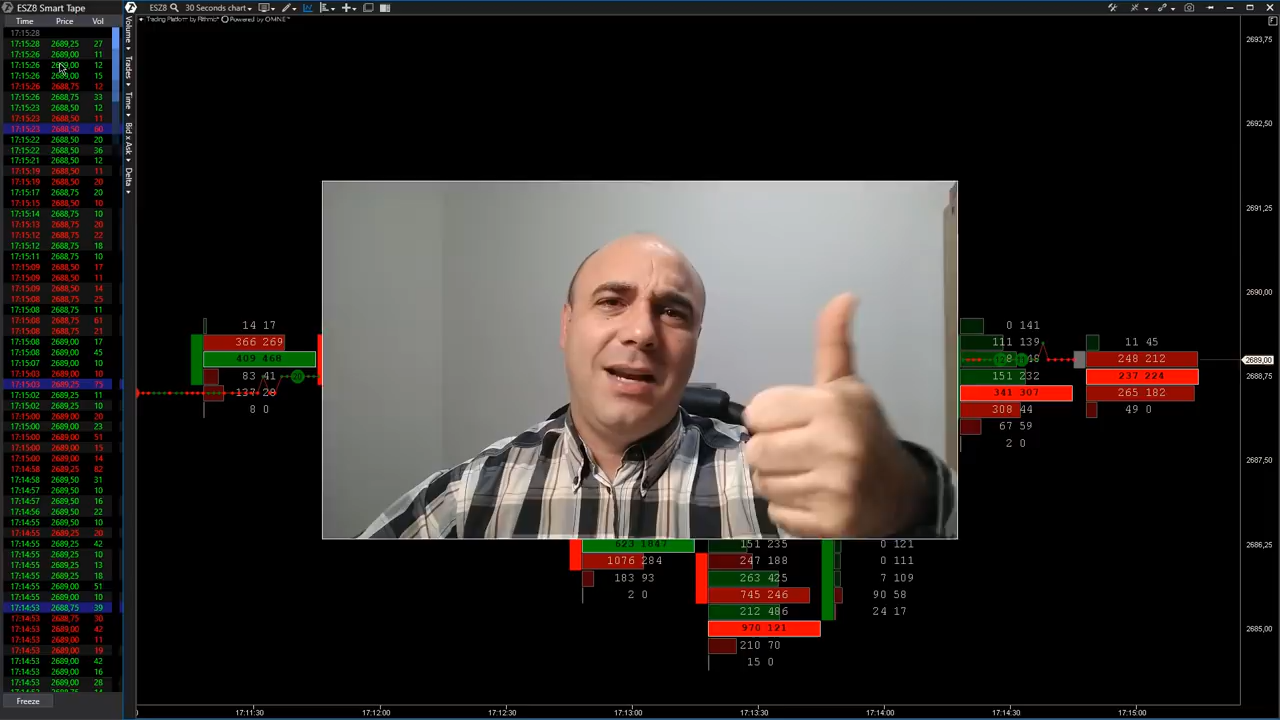 ESZ8 Smart Tape
Time Price Vol
17:15:28
17:15:28 2689,25 27
17:15:26 2689,00 11
17:15:26 2689,00 12
17:15:26 2689,00 15
17:15:26 2688,75 12
17:15:26 2688,75 33
17:15:23 2688,50 12
17:15:23 2688,50 11
17:15:23 2688,50 60
17:15:22 2688,50 20
17:15:22 2688,50 36
17:15:21 2688,50 12
17:15:19 2688,50 11
17:15:19 2688,50 20
17:15:17 2688,75 20
17:15:15 2688,50 10
17:15:14 2688,75 10
17:15:13 2688,75 20
17:15:12 2688,75 22
17:15:12 2688,75 18
17:15:11 2688,75 10
17:15:09 2688,50 17
17:15:09 2688,50 11
17:15:09 2688,50 14
17:15:08 2688,75 25
17:15:08 2688,75 11
17:15:08 2688,75 61
17:15:08 2688,75 21
17:15:08 2689,00 17
17:15:08 2689,00 45
17:15:07 2689,00 10
17:15:03 2689,00 10
17:15:03 2689,25 75
17:15:02 2689,25 11
17:15:02 2689,25 10
17:15:00 2689,00 20
17:15:00 2689,00 23
17:15:00 2689,00 51
17:15:00 2689,00 15
17:15:00 2689,00 14
17:14:58 2689,25 82
17:14:58 2689,50 31
17:14:57 2689,50 10
17:14:57 2689,50 16
17:14:56 2689,50 22
17:14:55 2689,50 10
17:14:55 2689,25 20
17:14:55 2689,25 42
17:14:55 2689,25 10
17:14:55 2689,25 13
17:14:55 2689,25 18
17:14:55 2689,00 51
17:14:55 2689,00 10
17:14:53 2688,75 39
17:14:53 2688,75 30
17:14:53 2689,00 42
17:14:53 2689,00 11
17:14:53 2689,00 19
17:14:53 2689,00 42
17:14:53 2689,00 16
17:14:53 2689,00 28
17:14:53 2688,75 14
Freeze
ESZ8 30 Seconds chart
Trading Platform by Rithmic™ Powered by OMNE™
Volume
Trades
Time
Bid x Ask
Delta
14 17
366 269
409 468
83 41
137 28
8 0
623 1047
1076 284
183 93
2 0
151 235
247 188
263 425
745 246
212 486
970 121
210 70
15 0
0 121
0 111
7 109
90 58
24 17
0 141
111 139
151 232
341 307
308 44
67 59
2 0
11 45
248 212
237 224
265 182
49 0
2693,75
2692,50
2691,25
2690,00
2689,00
2688,75
2687,50
2686,25
2685,00
17:11:30 17:12:00 17:12:30 17:13:00 17:13:30 17:14:00 17:14:30 17:15:00